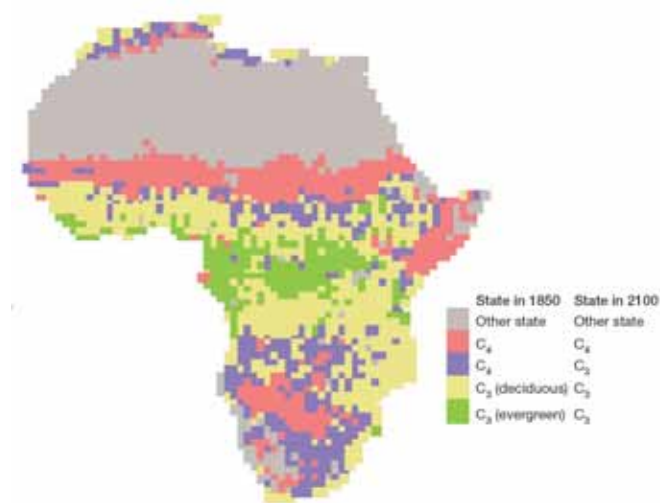 State in 1850 State in 2100
Other state Other state
C₄ C₄
C₄ C₃
C₃ (deciduous) C₃
C₃ (evergreen) C₃